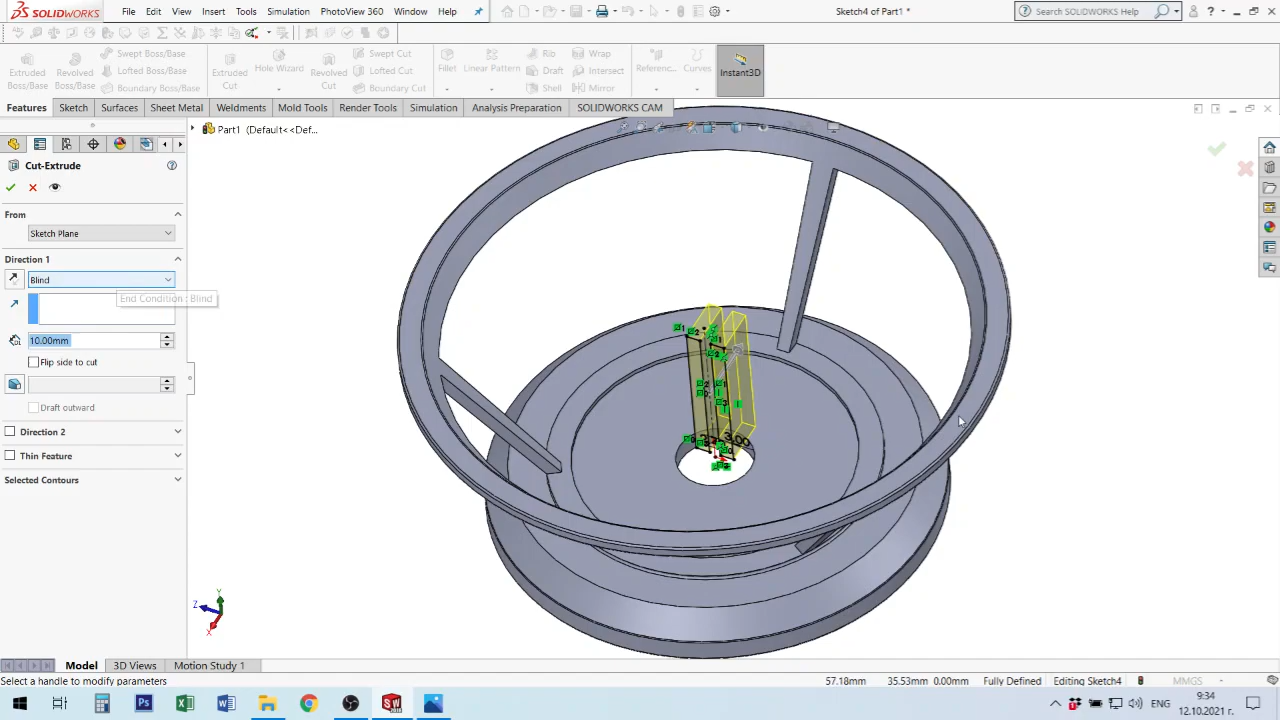 SOLIDWORKS File Edit View Insert Tools Simulation PhotoView 360 Window Help Sketch4 of Part1 * Search SOLIDWORKS Help
Extruded Boss/Base
Revolved Boss/Base
Swept Boss/Base
Lofted Boss/Base
Boundary Boss/Base
Extruded Cut
Hole Wizard
Revolved Cut
Swept Cut
Lofted Cut
Boundary Cut
Fillet
Linear Pattern
Rib
Draft
Shell
Wrap
Intersect
Mirror
Referenc...
Curves
Instant3D
Features Sketch Surfaces Sheet Metal Weldments Mold Tools Render Tools Simulation Analysis Preparation SOLIDWORKS CAM
Part1 (Default<<Def...
Cut-Extrude
From
Sketch Plane
Direction 1
Blind
End Condition : Blind
10.00mm
Flip side to cut
Draft outward
Direction 2
Thin Feature
Selected Contours
3.00
Y
Z
X
Model 3D Views Motion Study 1
Select a handle to modify parameters 57.18mm 35.53mm 0.00mm Fully Defined Editing Sketch4 MMGS
ENG 9:34
12.10.2021 г.